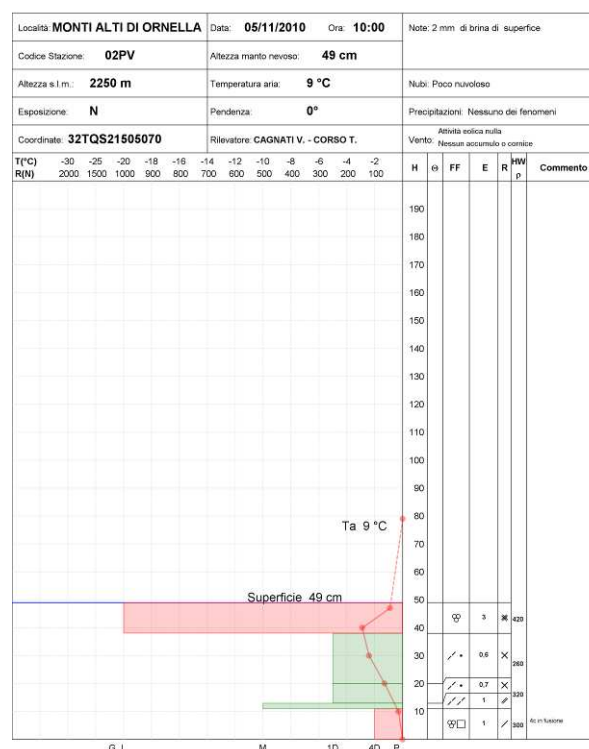 Località: MONTI ALTI DI ORNELLA Data: 05/11/2010 Ora: 10:00 Note: 2 mm di brina di superfice
Codice Stazione: 02PV Altezza manto nevoso: 49 cm
Altezza s.l.m.: 2250 m Temperatura aria: 9 °C Nubi: Poco nuvoloso
Esposizione: N Pendenza: 0° Precipitazioni: Nessuno dei fenomeni
Coordinate: 32TQS21505070 Rilevatore: CAGNATI V. - CORSO T. Vento: Attività eolica nulla
Nessun accumulo o cornice
T(°C) -30 -25 -20 -18 -16 -14 -12 -10 -8 -6 -4 -2 H Θ FF E R HW Commento
R(N) 2000 1500 1000 900 800 700 600 500 400 300 200 100 ρ
190
180
170
160
150
140
130
120
110
100
90
80
Ta 9 °C
70
60
50
Superficie 49 cm
3 420
40
30 0,6
260
20 0,7
1 320
10
1 300 Ac in fusione
G I M 1D 4D P